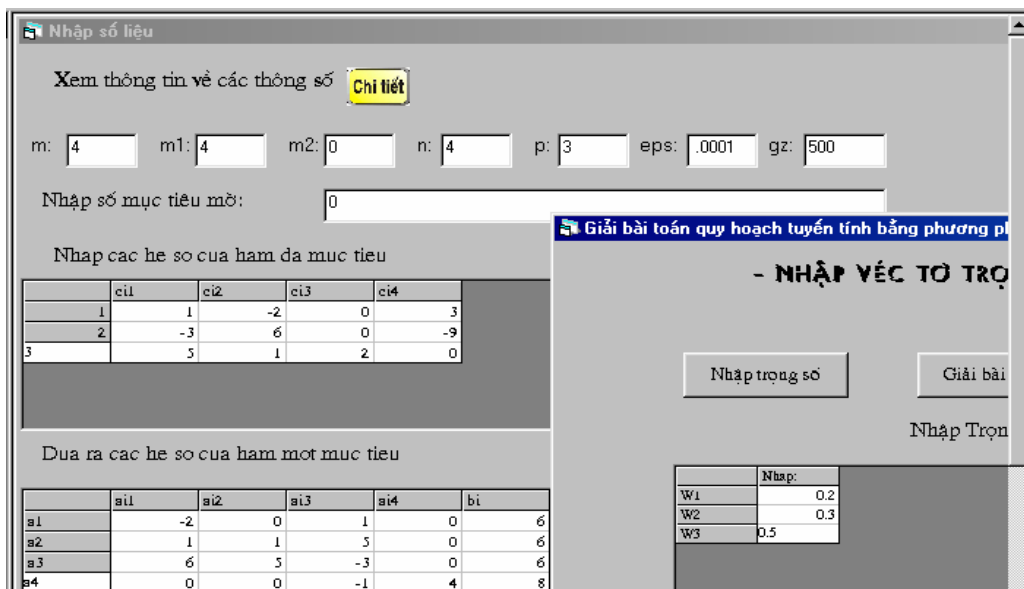 Nhập số liệu
Xem thông tin về các thông số Chi tiết
m: 4 m1: 4 m2: 0 n: 4 p: 3 eps: .0001 gz: 500
Nhập số mục tiêu mờ: 0
Nhap cac he so cua ham da muc tieu
ci1 ci2 ci3 ci4
1 1 -2 0 3
2 -3 6 0 -9
3 5 1 2 0
Dua ra cac he so cua ham mot muc tieu
ai1 ai2 ai3 ai4 bi
a1 -2 0 1 0 6
a2 1 1 5 0 6
a3 6 5 -3 0 6
a4 0 0 -1 4 8
Giải bài toán quy hoạch tuyến tính bằng phương p
- NHẬP VÉC TƠ TRỌ
Nhập trọng số Giải bài
Nhập Trọn
Nhap:
W1 0.2
W2 0.3
W3 0.5